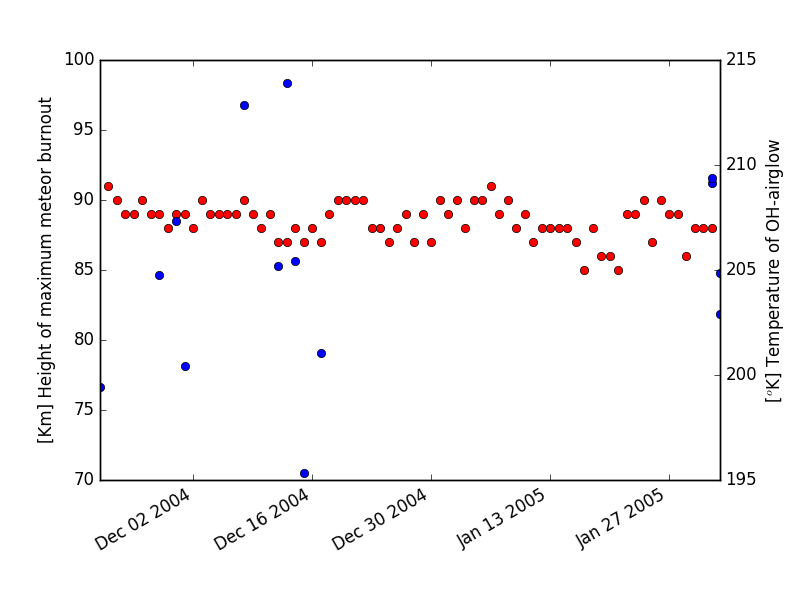 100
95
90
85
80
75
70
[Km] Height of maximum meteor burnout
215
210
205
200
195
[°K] Temperature of OH-airglow
Dec 02 2004
Dec 16 2004
Dec 30 2004
Jan 13 2005
Jan 27 2005